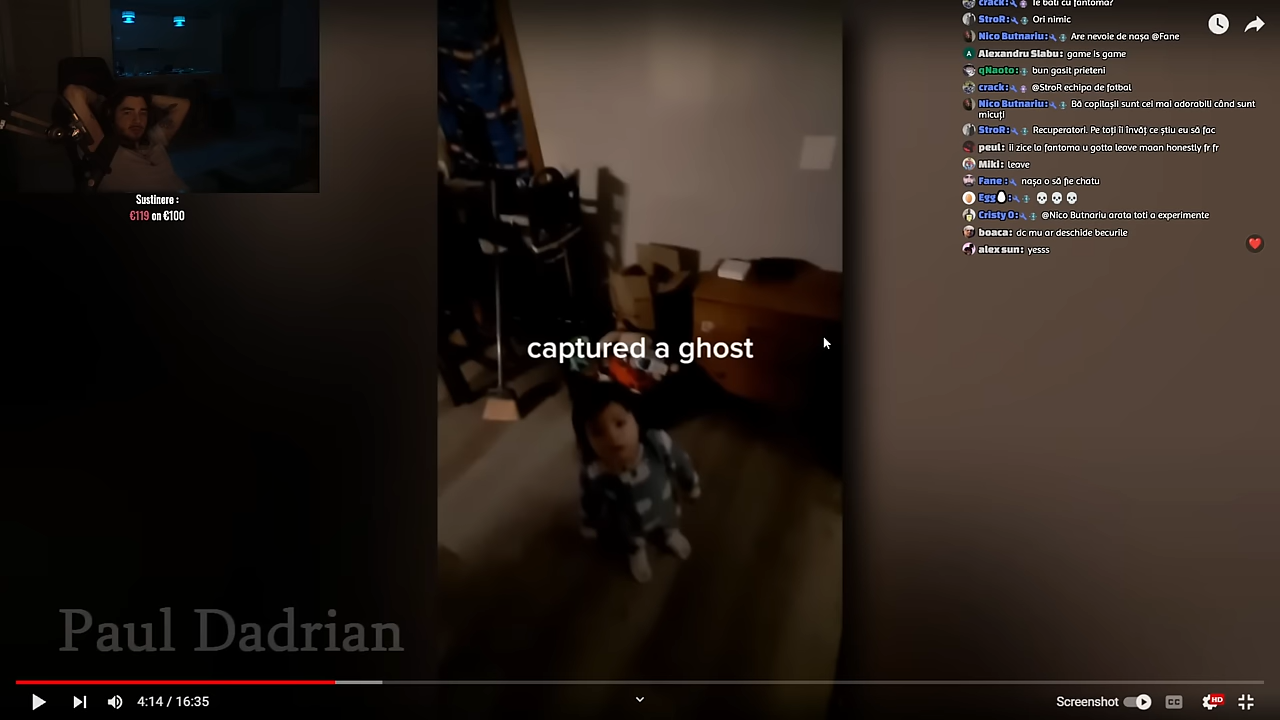 crack: Te bati cu fantoma?
StroR: Ori nimic
Nico Butnariu: Are nevoie de nașa @Fane
Alexandru Slabu: game is game
qNaoto: bun gasit prieteni
crack: @StroR echipa de fotbal
Nico Butnariu: Bă copilașii sunt cei mai adorabili când sunt
micuți
StroR: Recuperatori. Pe toți îi învăț ce știu eu să fac
peul: ii zice la fantoma u gotta leave maan honestly fr fr
Miki: leave
Fane: nașa o să fie chatu
Egg🥚: 💀 💀 💀
Cristy O: @Nico Butnariu arata toti a experimente
boaca: dc nu ar deschide becurile
alex sun: yesss
Sustinere :
€119 on €100
captured a ghost
Paul Dadrian
4:14 / 16:35
Screenshot
HD